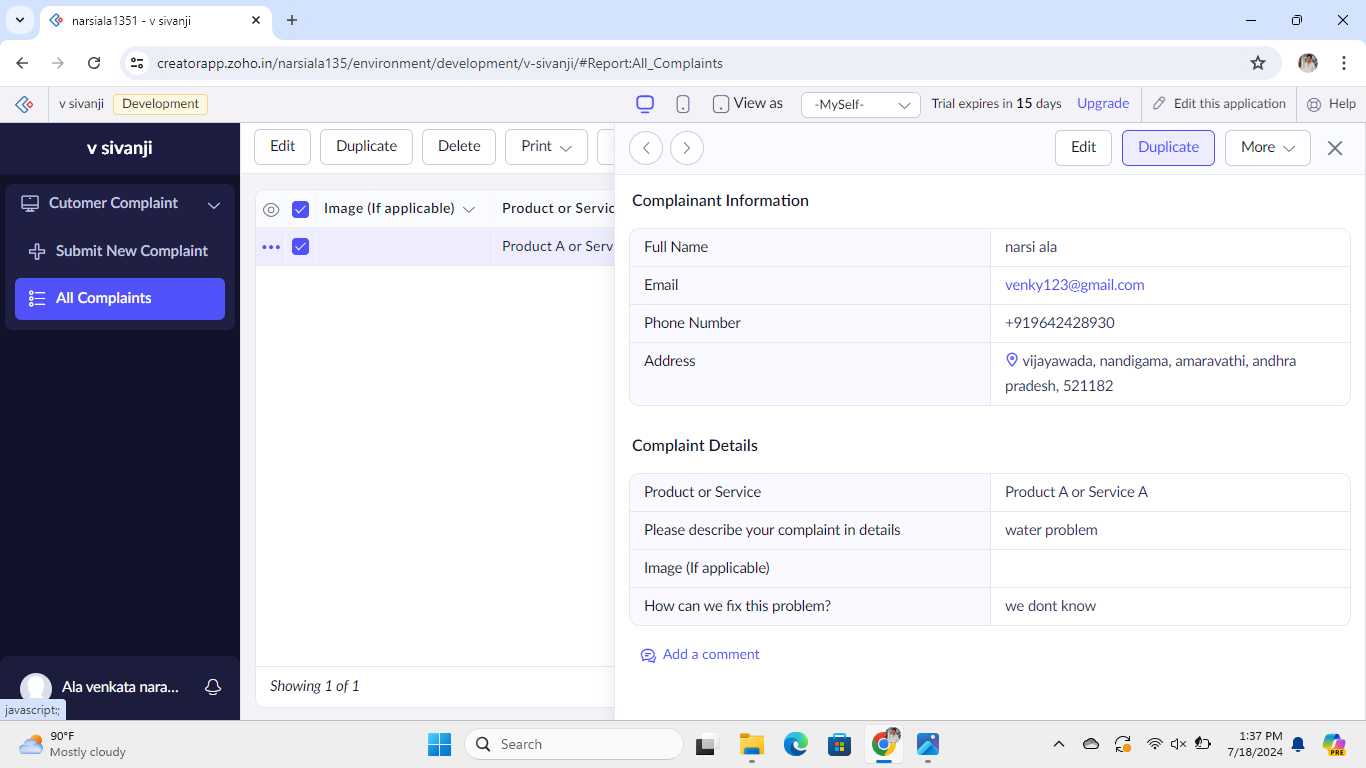 narsiala1351 - v sivanji
creatorapp.zoho.in/narsiala135/environment/development/v-sivanji/#Report:All_Complaints
v sivanji Development View as -MySelf- Trial expires in 15 days Upgrade Edit this application Help
v sivanji
Cutomer Complaint
Submit New Complaint
All Complaints
Edit Duplicate Delete Print
Image (If applicable) Product or Servic
Product A or Serv
Showing 1 of 1
Edit Duplicate More
Complainant Information
Full Name narsi ala
Email venky123@gmail.com
Phone Number +919642428930
Address vijayawada, nandigama, amaravathi, andhra
pradesh, 521182
Complaint Details
Product or Service Product A or Service A
Please describe your complaint in details water problem
Image (If applicable)
How can we fix this problem? we dont know
Add a comment
Ala venkata nara...
javascript:;
90°F
Mostly cloudy
Search
1:37 PM
7/18/2024
PRE